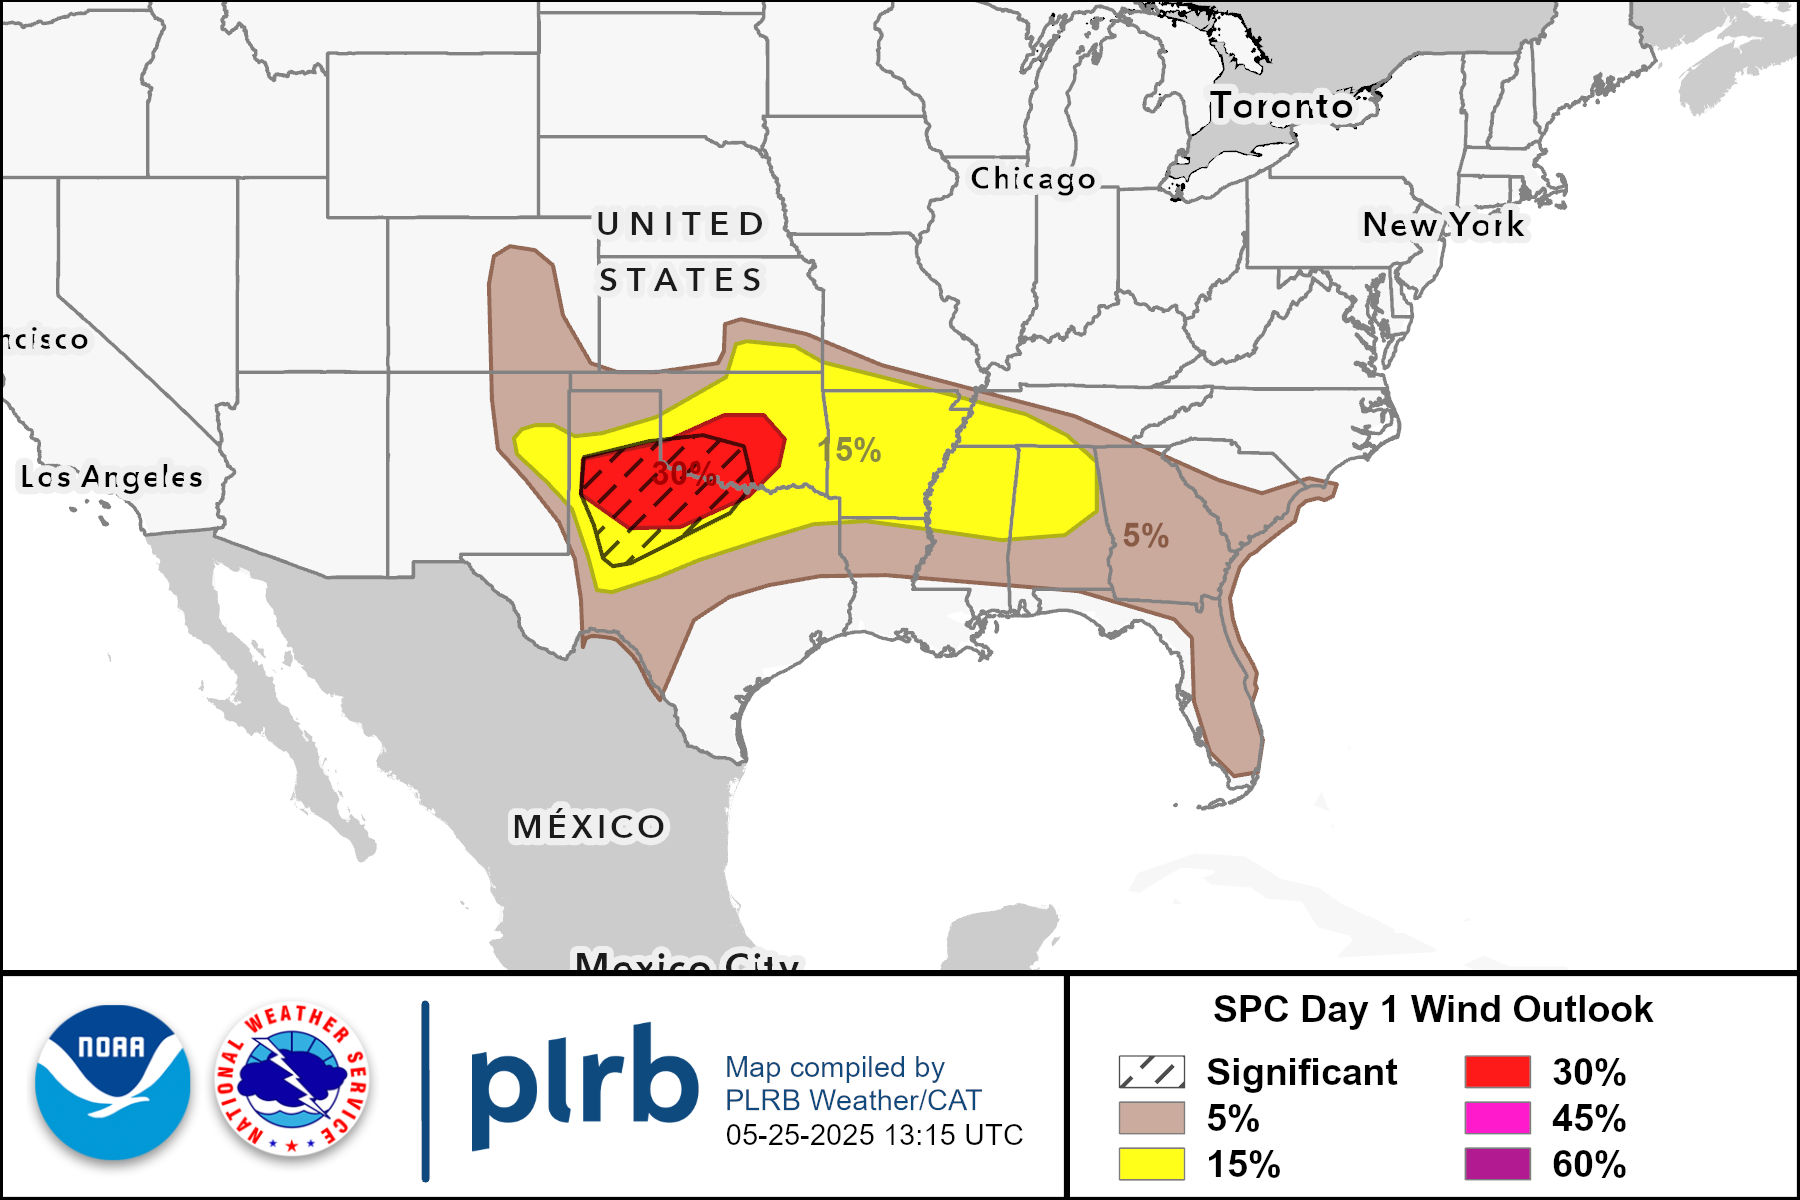 Toronto
Chicago
UNITED
New York
STATES
ncisco
15%
Los Angeles
30%
5%
MÉXICO
Mexico City
NOAA
NATIONAL WEATHER SERVICE
plrb
Map compiled by
PLRB Weather/CAT
05-25-2025 13:15 UTC
SPC Day 1 Wind Outlook
Significant
5%
15%
30%
45%
60%